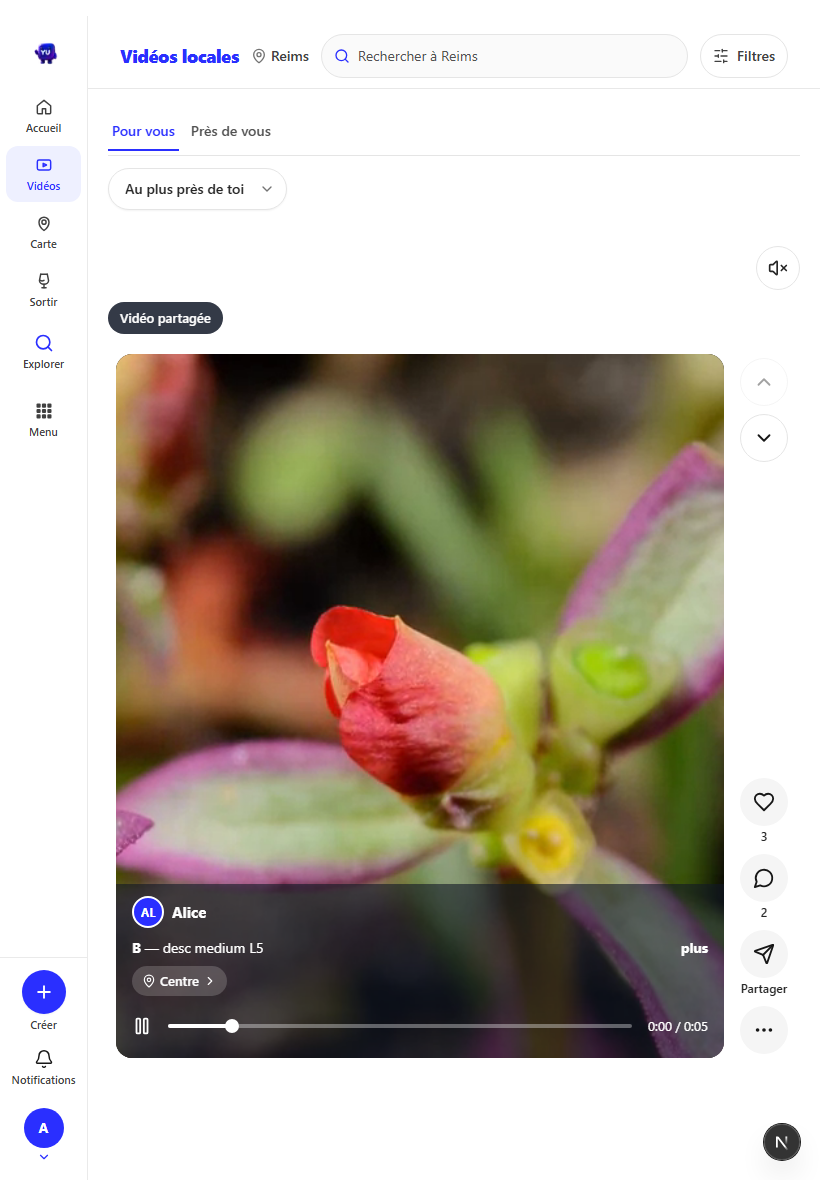 YU
Vidéos locales
Reims
Rechercher à Reims
Filtres
Accueil
Vidéos
Carte
Sortir
Explorer
Menu
Pour vous
Près de vous
Au plus près de toi
Vidéo partagée
AL
Alice
B — desc medium L5
plus
Centre
0:00 / 0:05
3
2
Partager
Créer
Notifications
A
N